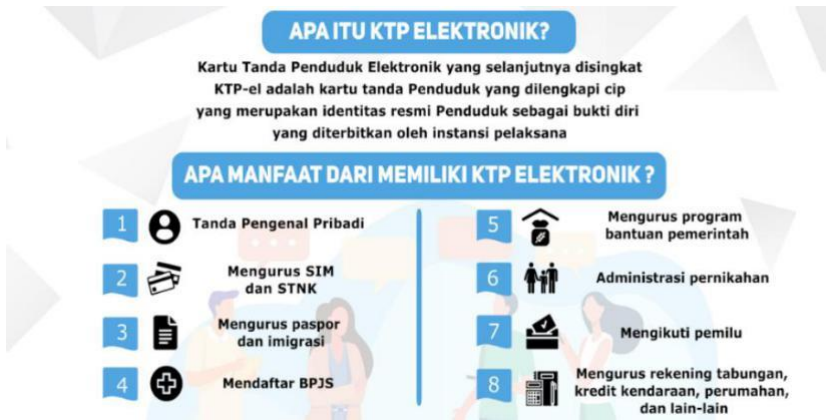 APA ITU KTP ELEKTRONIK?
Kartu Tanda Penduduk Elektronik yang selanjutnya disingkat
KTP-el adalah kartu tanda Penduduk yang dilengkapi cip
yang merupakan identitas resmi Penduduk sebagai bukti diri
yang diterbitkan oleh instansi pelaksana
APA MANFAAT DARI MEMILIKI KTP ELEKTRONIK ?
1
Tanda Pengenal Pribadi
2
Mengurus SIM
dan STNK
3
Mengurus paspor
dan imigrasi
4
Mendaftar BPJS
5
Mengurus program
bantuan pemerintah
6
Administrasi pernikahan
7
Mengikuti pemilu
8
Mengurus rekening tabungan,
kredit kendaraan, perumahan,
dan lain-lain